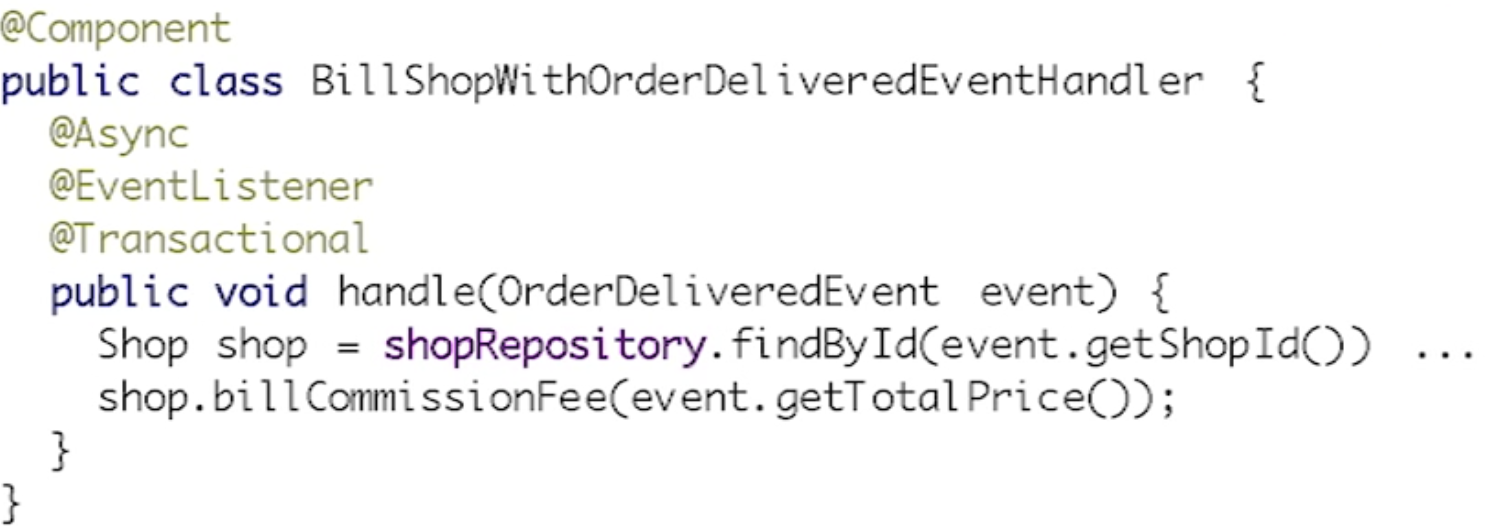 @Component
public class BillShopWithOrderDeliveredEventHandler {
@Async
@EventListener
@Transactional
public void handle(OrderDeliveredEvent event) {
Shop shop = shopRepository.findById(event.getShopId()) ...
shop.billCommissionFee(event.getTotalPrice());
}
}